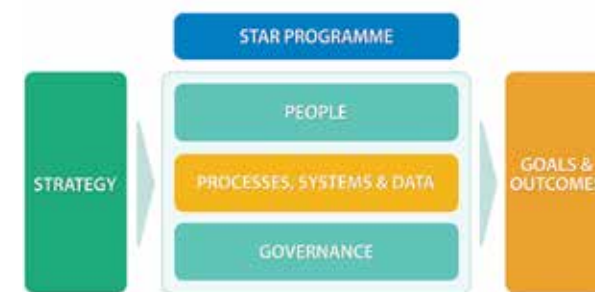 STAR PROGRAMME
STRATEGY
PEOPLE
PROCESSES, SYSTEMS & DATA
GOVERNANCE
GOALS &
OUTCOME